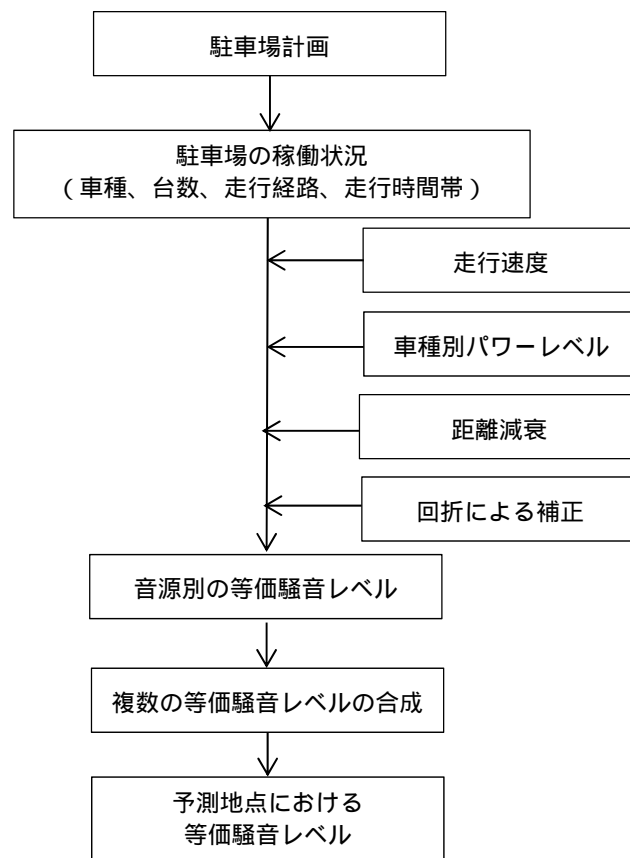 駐車場計画
駐車場の稼働状況
（車種、台数、走行経路、走行時間帯）
走行速度
車種別パワーレベル
距離減衰
回折による補正
音源別の等価騒音レベル
複数の等価騒音レベルの合成
予測地点における
等価騒音レベル